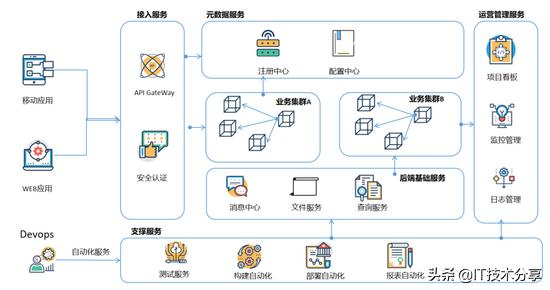 接入服务
元数据服务
运营管理服务
移动应用
API GateWay
注册中心
配置中心
项目看板
业务集群A
业务集群B
监控管理
WEB应用
安全认证
后端基础服务
消息中心
文件服务
查询服务
日志管理
Devops
支撑服务
自动化服务
测试服务
构建自动化
部署自动化
报表自动化
头条@IT技术分享